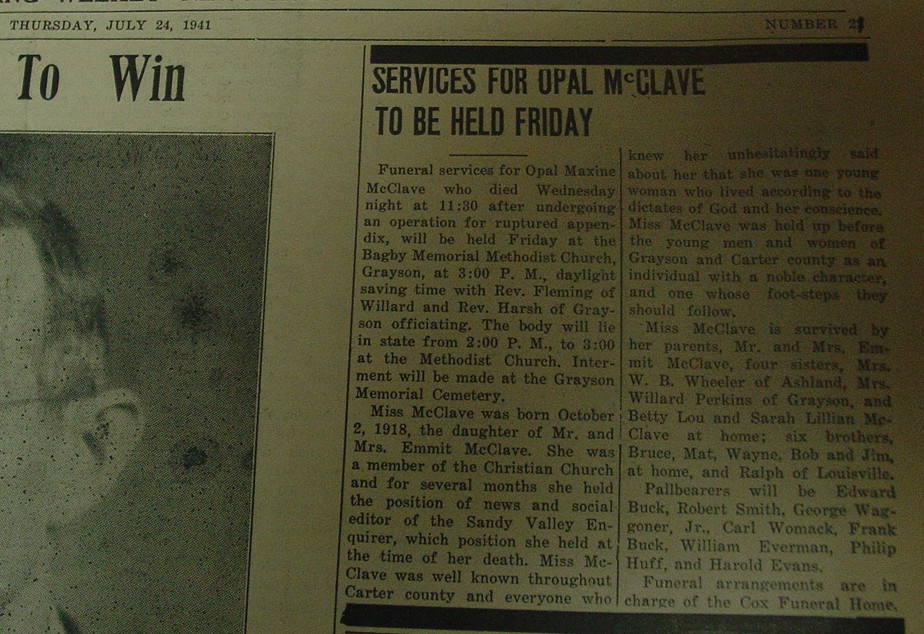 THURSDAY, JULY 24, 1941
NUMBER
To Win
SERVICES FOR OPAL McCLAVE
TO BE HELD FRIDAY
Funeral services for Opal Maxine
McClave who died Wednesday
night at 11:30 after undergoing
an operation for ruptured appen-
dix, will be held Friday at the
Bagby Memorial Methodist Church,
Grayson, at 3:00 P. M., daylight
saving time with Rev. Fleming of
Willard and Rev. Harsh of Gray-
son officiating. The body will lie
in state from 2:00 P. M., to 3:00
at the Methodist Church. Inter-
ment will be made at the Grayson
Memorial Cemetery.
Miss McClave was born October
2, 1918, the daughter of Mr. and
Mrs. Emmit McClave. She was
a member of the Christian Church
and for several months she held
the position of news and social
editor of the Sandy Valley En-
quirer, which position she held at
the time of her death. Miss Mc-
Clave was well known throughout
Carter county and everyone who
knew her unhesitatingly said
about her that she was one young
woman who lived according to the
dictates of God and her conscience.
Miss McClave was held up before
the young men and women of
Grayson and Carter county as an
individual with a noble character,
and one whose foot-steps they
should follow.
Miss McClave is survived by
her parents, Mr. and Mrs. Em-
mit McClave, four sisters, Mrs.
W. B. Wheeler of Ashland, Mrs.
Willard Perkins of Grayson, and
Betty Lou and Sarah Lillian Mc-
Clave at home; six brothers,
Bruce, Mat, Wayne, Bob and Jim,
at home, and Ralph of Louisville.
Pallbearers will be Edward
Buck, Robert Smith, George Wag-
goner, Jr., Carl Womack, Frank
Buck, William Everman, Philip
Huff, and Harold Evans.
Funeral arrangements are in
charge of the Cox Funeral Home.